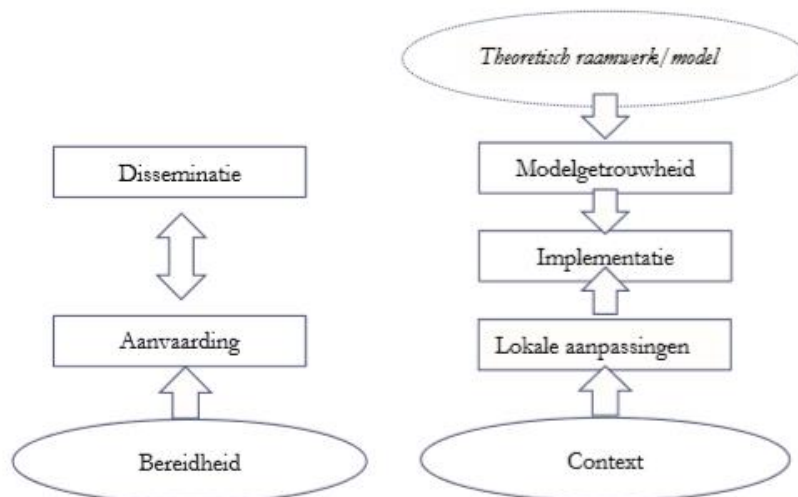 Theoretisch raamwerk/model
Disseminatie
Modelgetrouwheid
Implementatie
Aanvaarding
Lokale aanpassingen
Bereidheid
Context